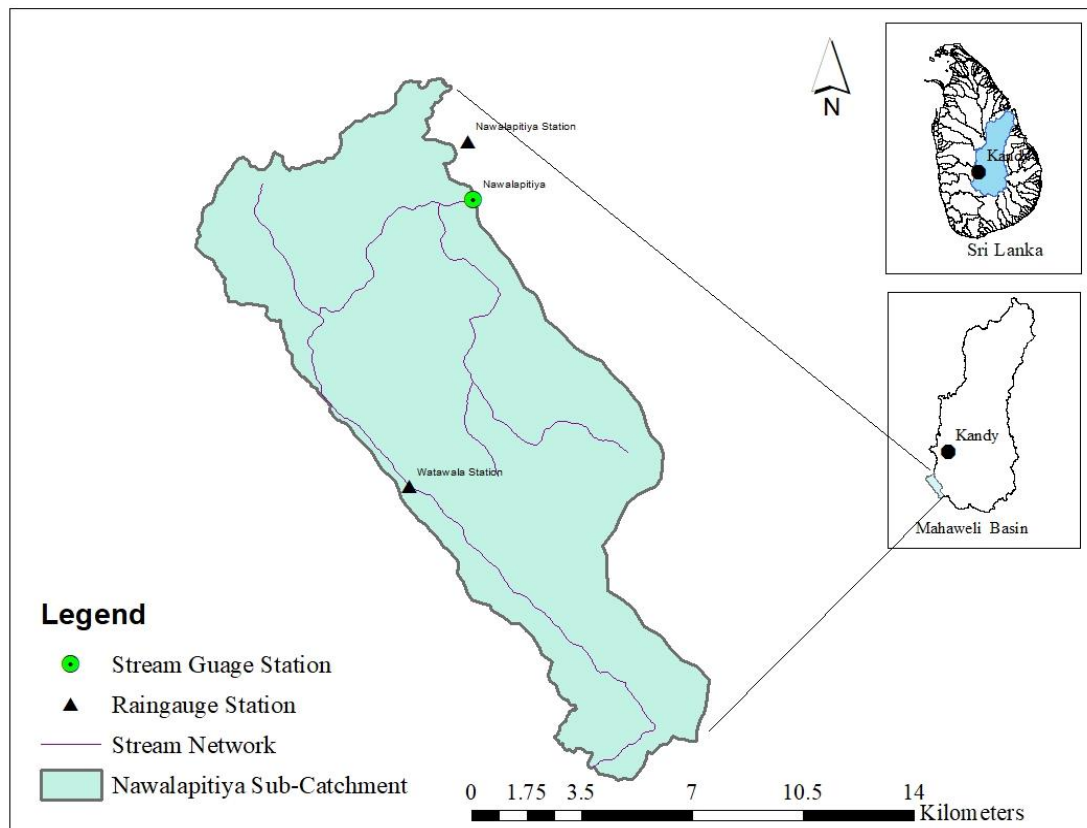 N
Nawalapitiya Station
Nawalapitiya
Watawala Station
Kandy
Sri Lanka
Kandy
Mahaweli Basin
Legend
Stream Guage Station
Raingauge Station
Stream Network
Nawalapitiya Sub-Catchment
0 1.75 3.5 7 10.5 14
Kilometers